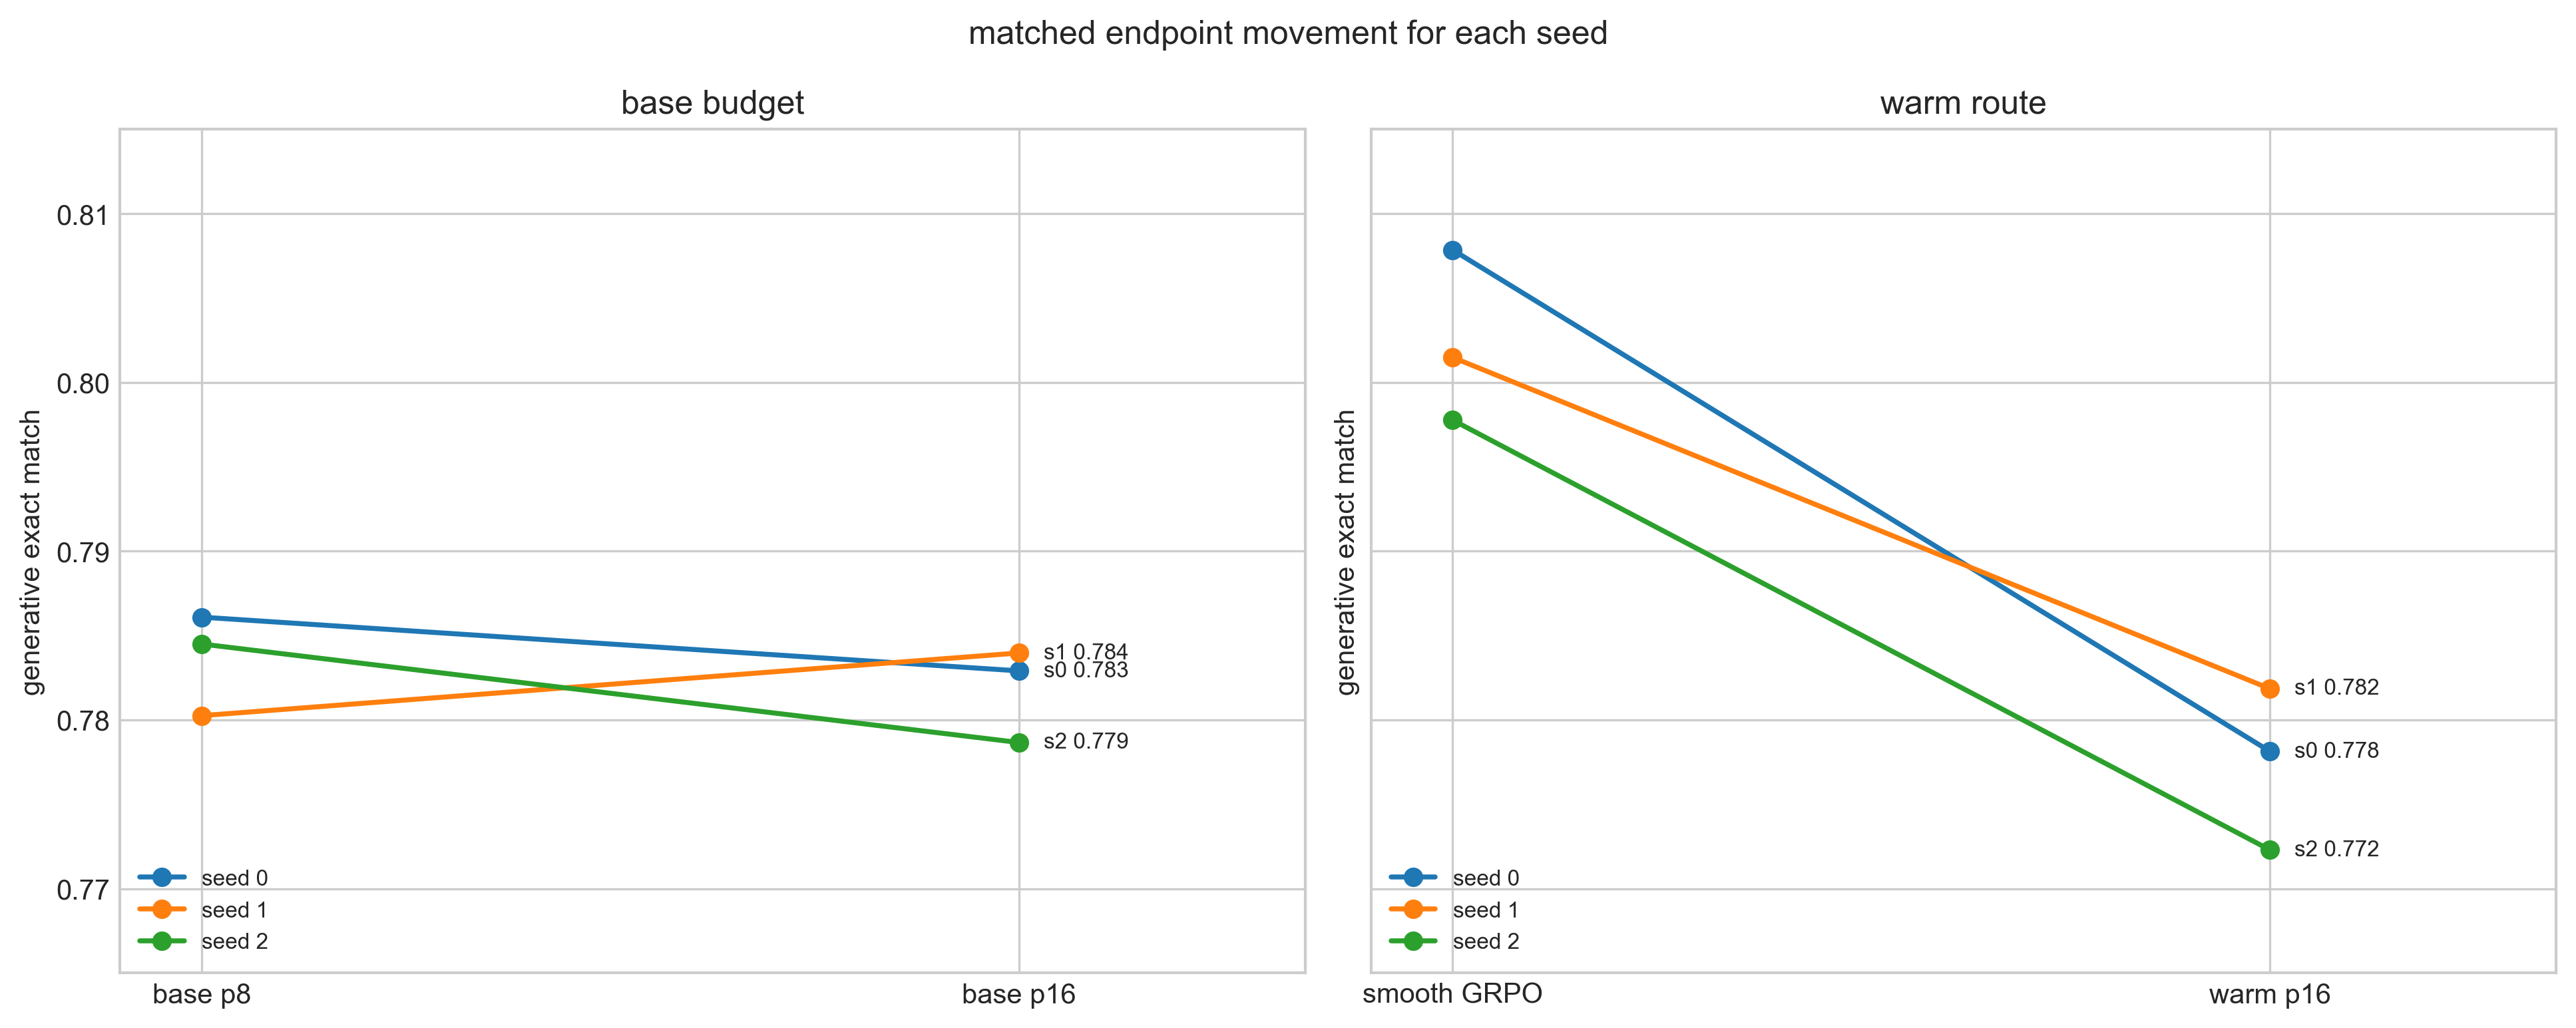 matched endpoint movement for each seed
base budget
generative exact match
0.81
0.80
0.79
0.78
0.77
s1 0.784
s0 0.783
s2 0.779
seed 0
seed 1
seed 2
base p8
base p16
warm route
generative exact match
s1 0.782
s0 0.778
s2 0.772
seed 0
seed 1
seed 2
smooth GRPO
warm p16